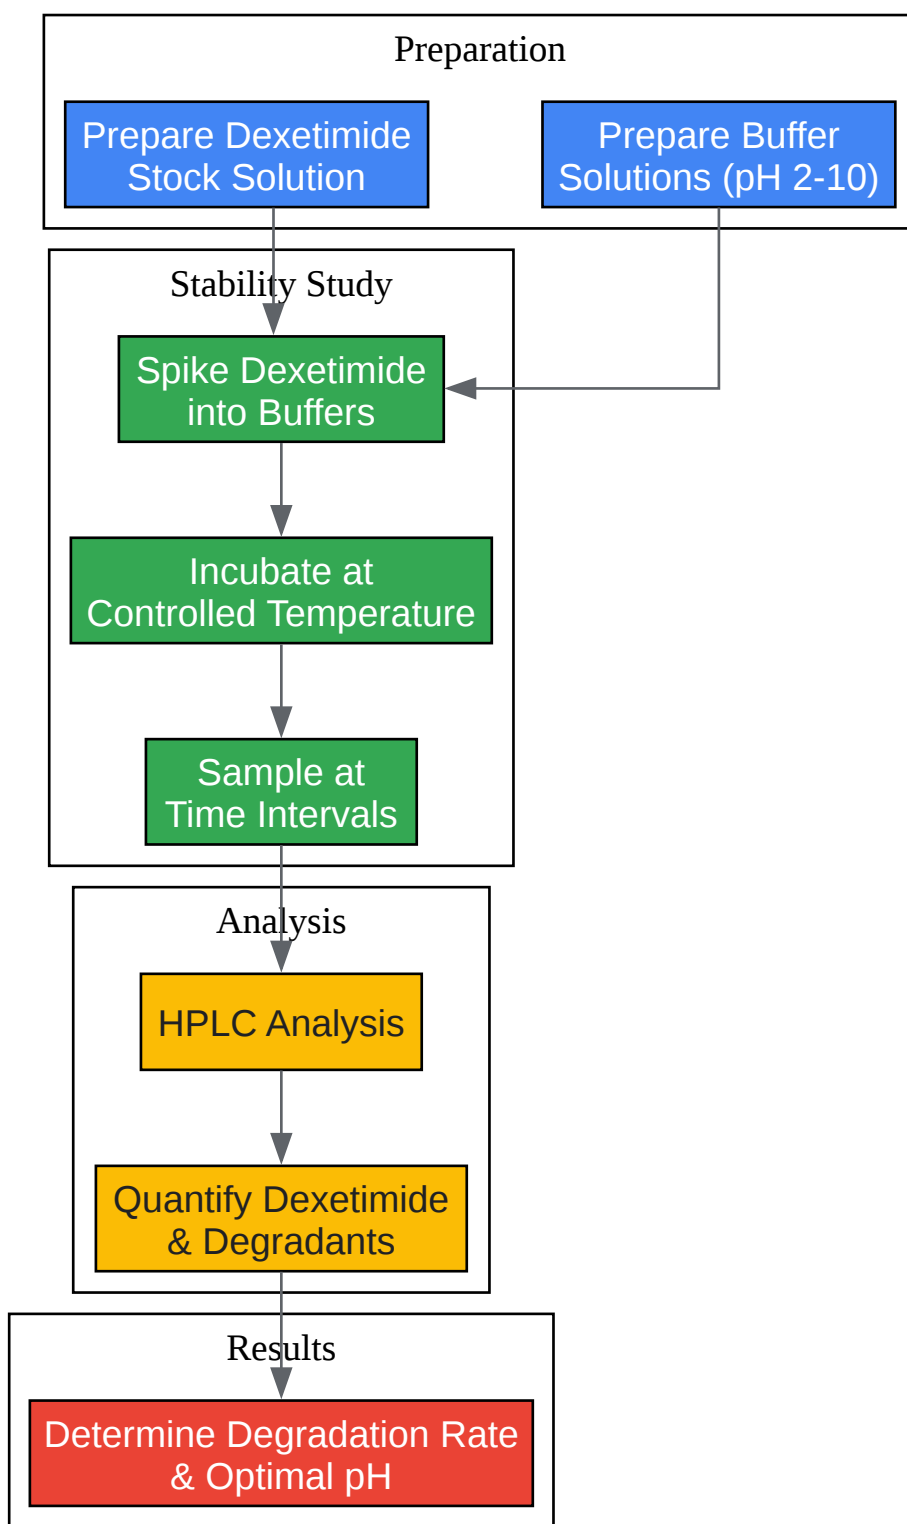 Preparation
Prepare Dexetimide
Stock Solution
Prepare Buffer
Solutions (pH 2-10)
Stability Study
Spike Dexetimide
into Buffers
Incubate at
Controlled Temperature
Sample at
Time Intervals
Analysis
HPLC Analysis
Quantify Dexetimide
& Degradants
Results
Determine Degradation Rate
& Optimal pH